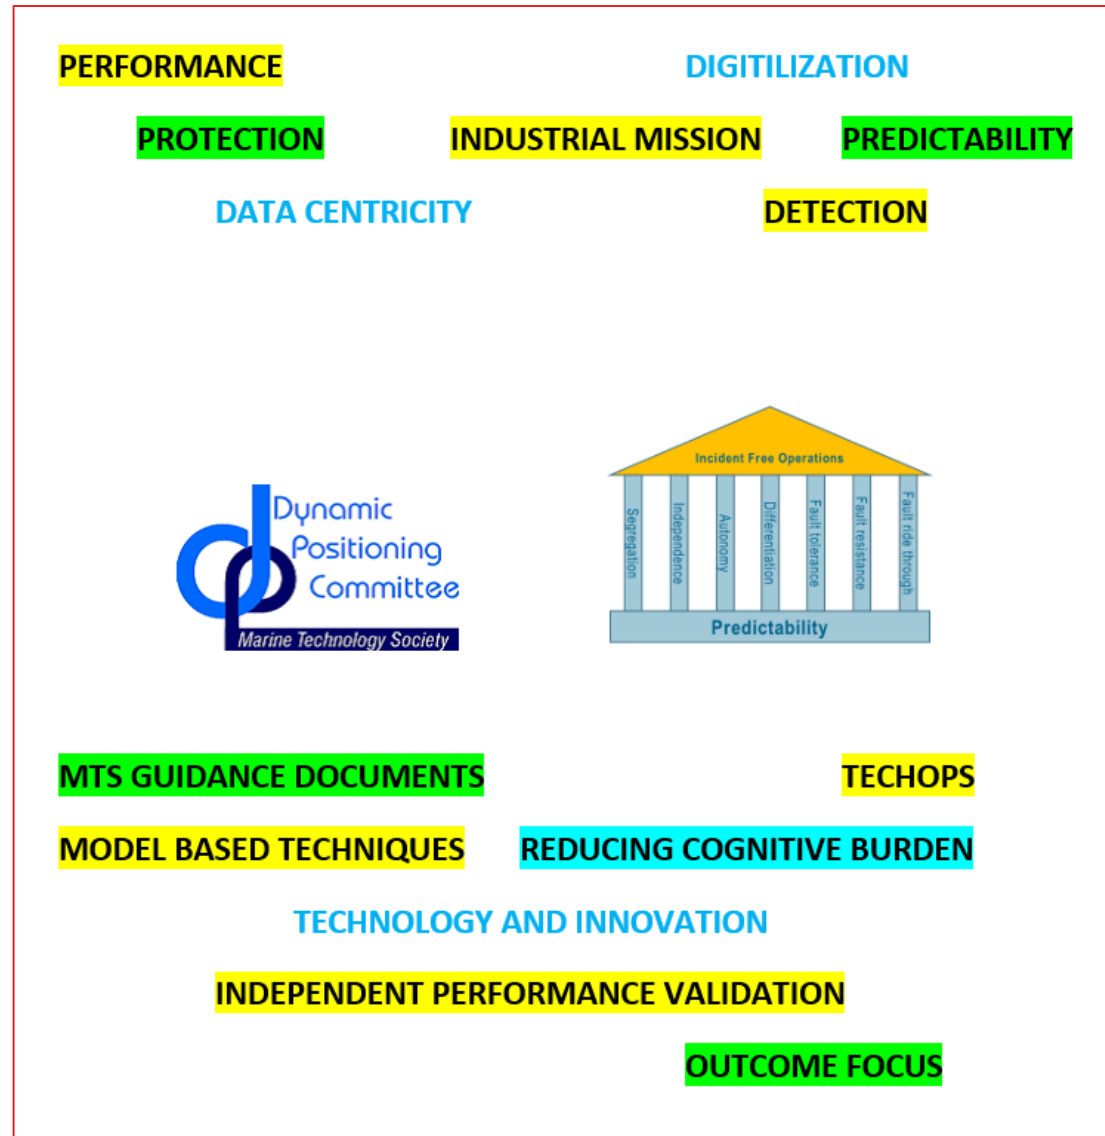 PERFORMANCE DIGITILIZATION
PROTECTION INDUSTRIAL MISSION PREDICTABILITY
DATA CENTRICITY DETECTION
Incident Free Operations
Segregation
Independence
Autonomy
Differentiation
Fault tolerance
Fault resistance
Fault ride through
Predictability
dp
Dynamic
Positioning
Committee
Marine Technology Society
MTS GUIDANCE DOCUMENTS TECHOPS
MODEL BASED TECHNIQUES REDUCING COGNITIVE BURDEN
TECHNOLOGY AND INNOVATION
INDEPENDENT PERFORMANCE VALIDATION
OUTCOME FOCUS